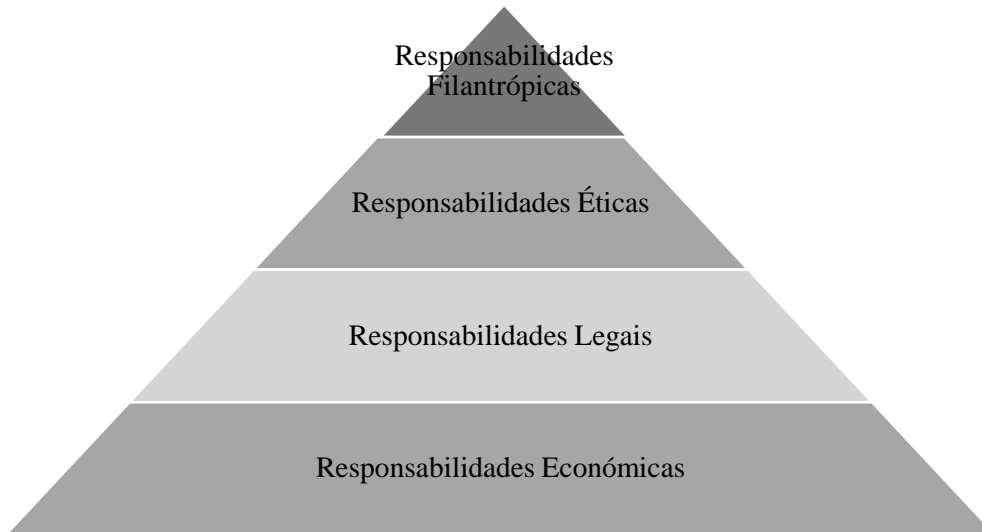 Responsabilidades
Filantrópicas
Responsabilidades Éticas
Responsabilidades Legais
Responsabilidades Económicas